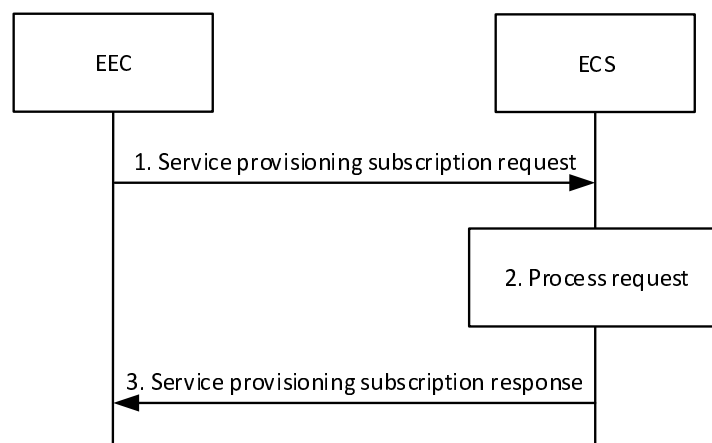 EEC
ECS
1. Service provisioning subscription request
2. Process request
3. Service provisioning subscription response